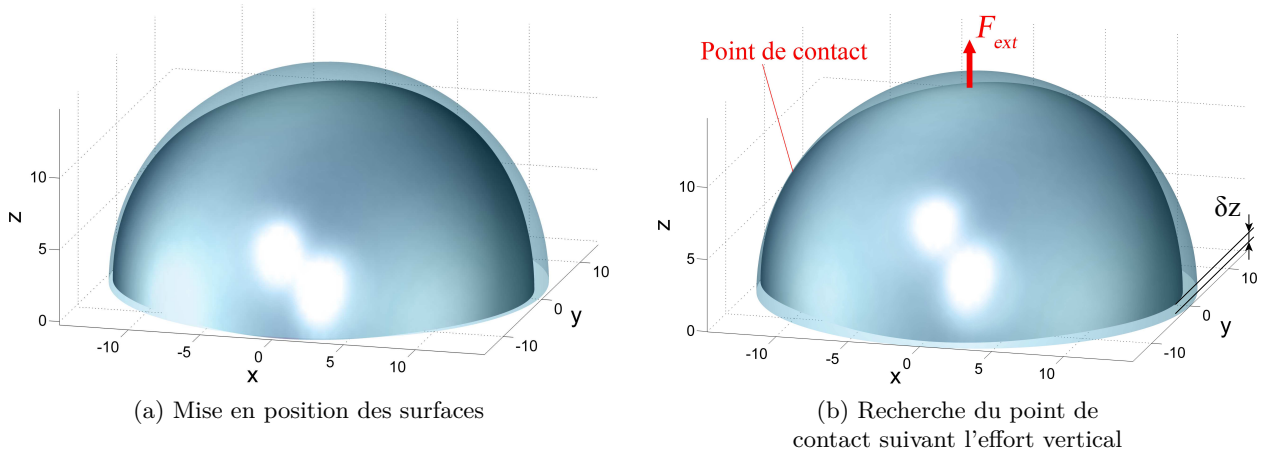 Point de contact
F_ext
δz
z
10
5
0
-10
-5
0
5
10
x
-10
0
10
y
z
10
5
0
-10
-5
0
5
10
x
-10
0
10
y
(a) Mise en position des surfaces
(b) Recherche du point de
contact suivant l'effort vertical